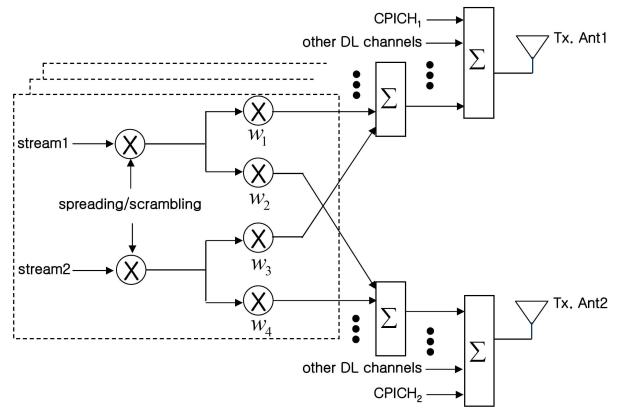 CPICH₁
other DL channels
Σ
Tx. Ant1
Σ
stream1
X
X
w₁
X
w₂
spreading/scrambling
stream2
X
X
w₃
X
w₄
Σ
Σ
Tx. Ant2
other DL channels
CPICH₂